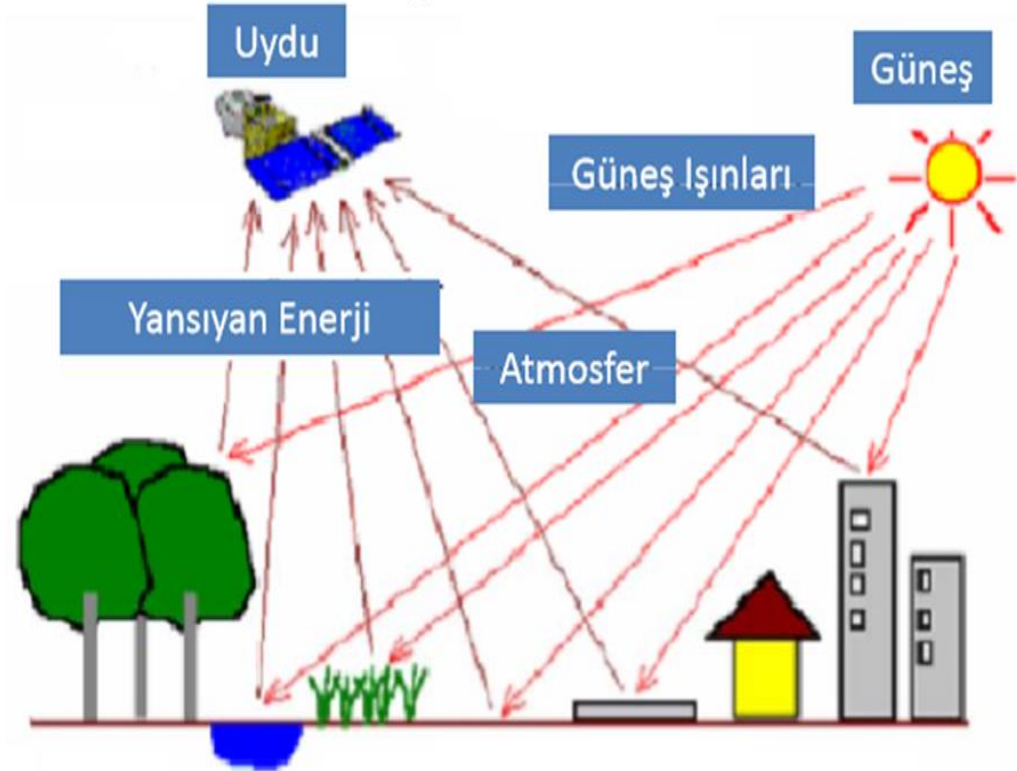 Uydu
Güneş
Güneş Işınları
Yansıyan Enerji
Atmosfer